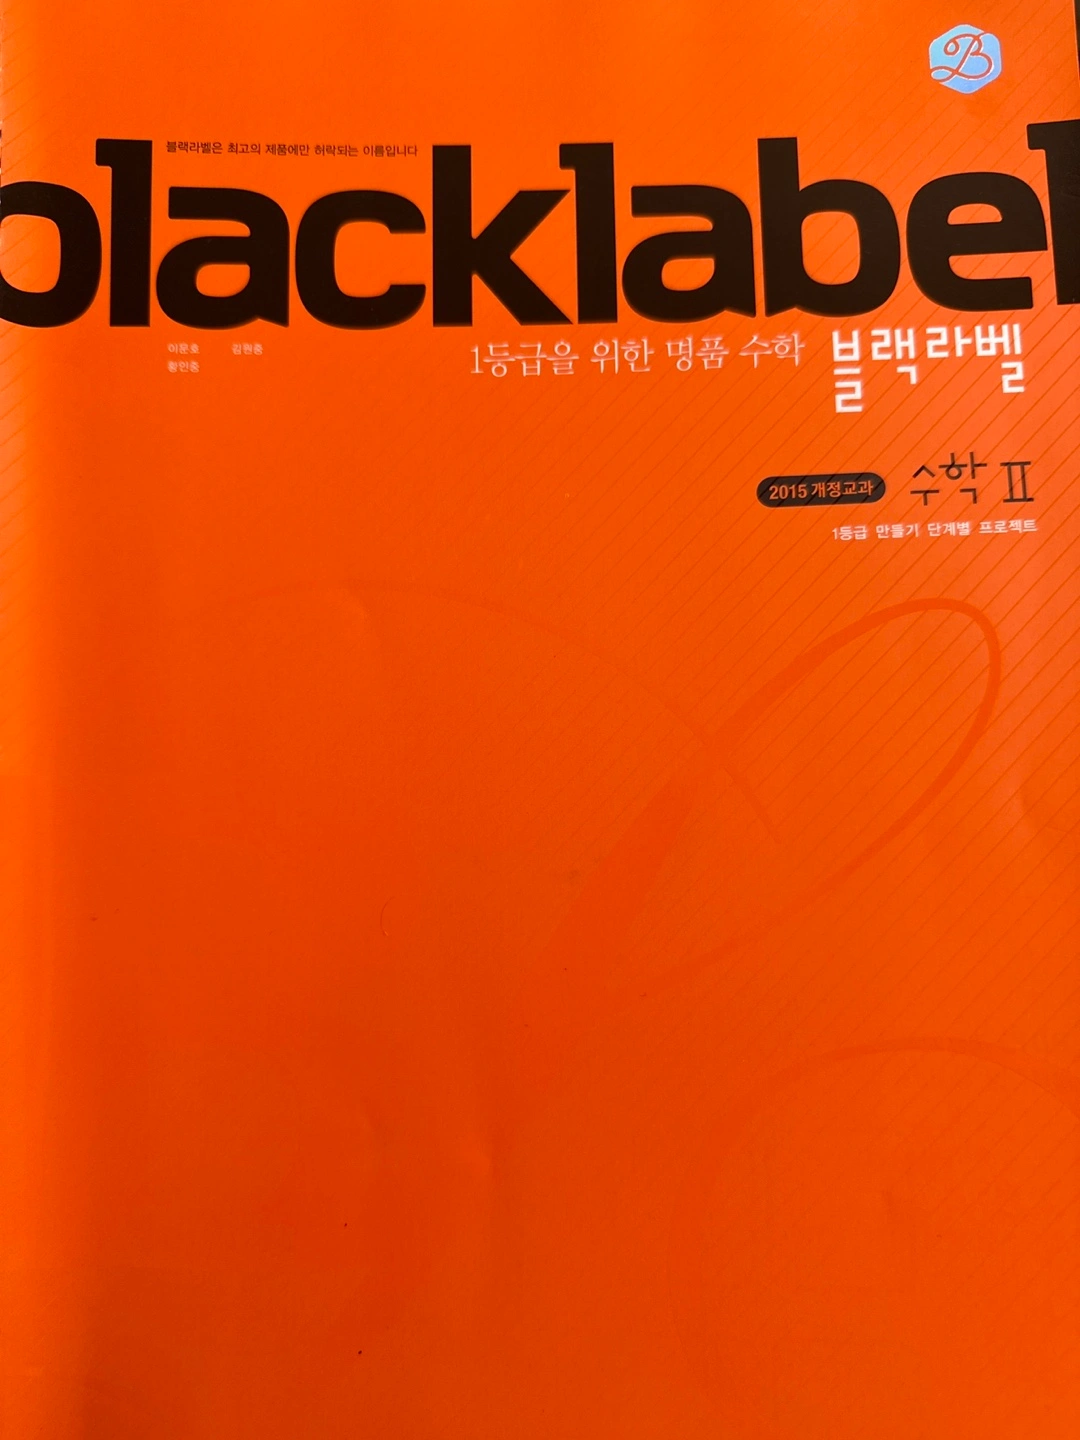 B
블랙라벨은 최고의 제품에만 허락되는 이름입니다
blacklabel
이문호 김원중
황인중
1등급을 위한 명품 수학 블랙라벨
2015 개정교과 수학 Ⅱ
1등급 만들기 단계별 프로젝트